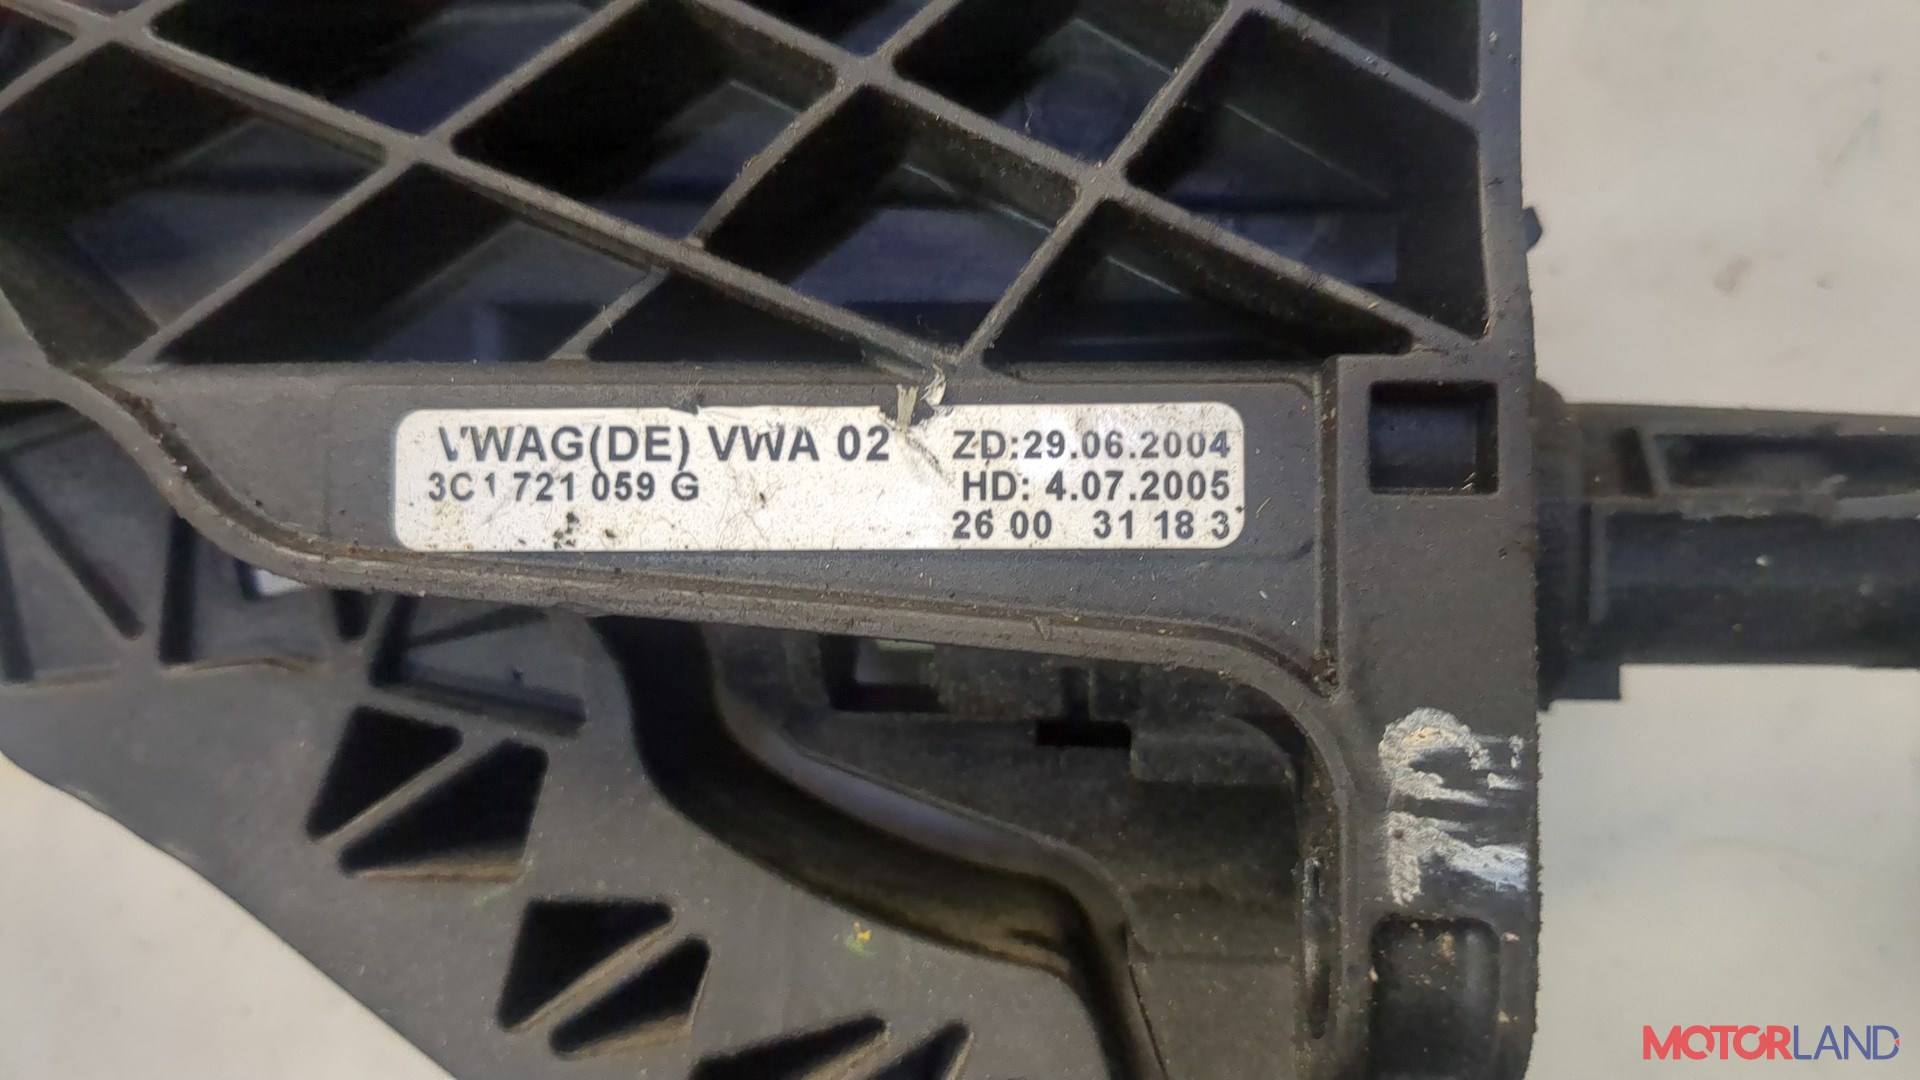 VWAG(DE) VWA 02 ZD:29.06.2004
3C1 721 059 G HD: 4.07.2005
26 00 31 18 3
MOTORLAND